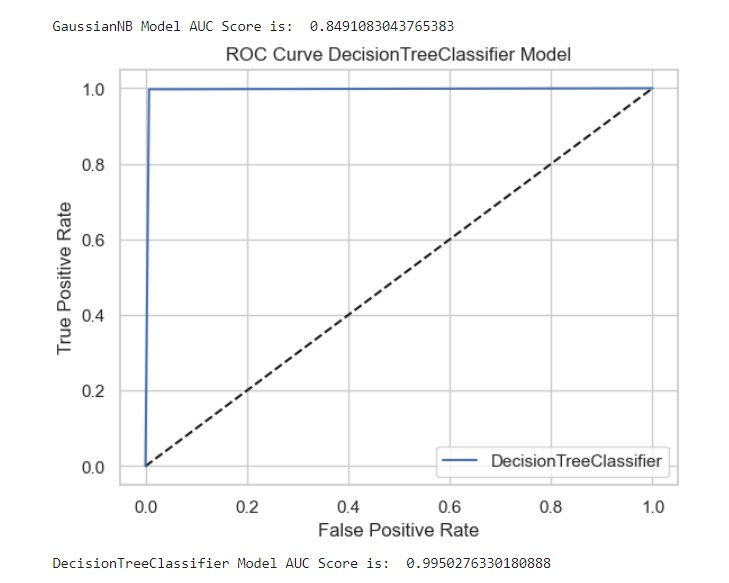 GaussianNB Model AUC Score is:  0.8491083043765383
ROC Curve DecisionTreeClassifier Model
1.0
0.8
0.6
0.4
0.2
0.0
True Positive Rate
DecisionTreeClassifier
0.0 0.2 0.4 0.6 0.8 1.0
False Positive Rate
DecisionTreeClassifier Model AUC Score is:  0.9950276330180888